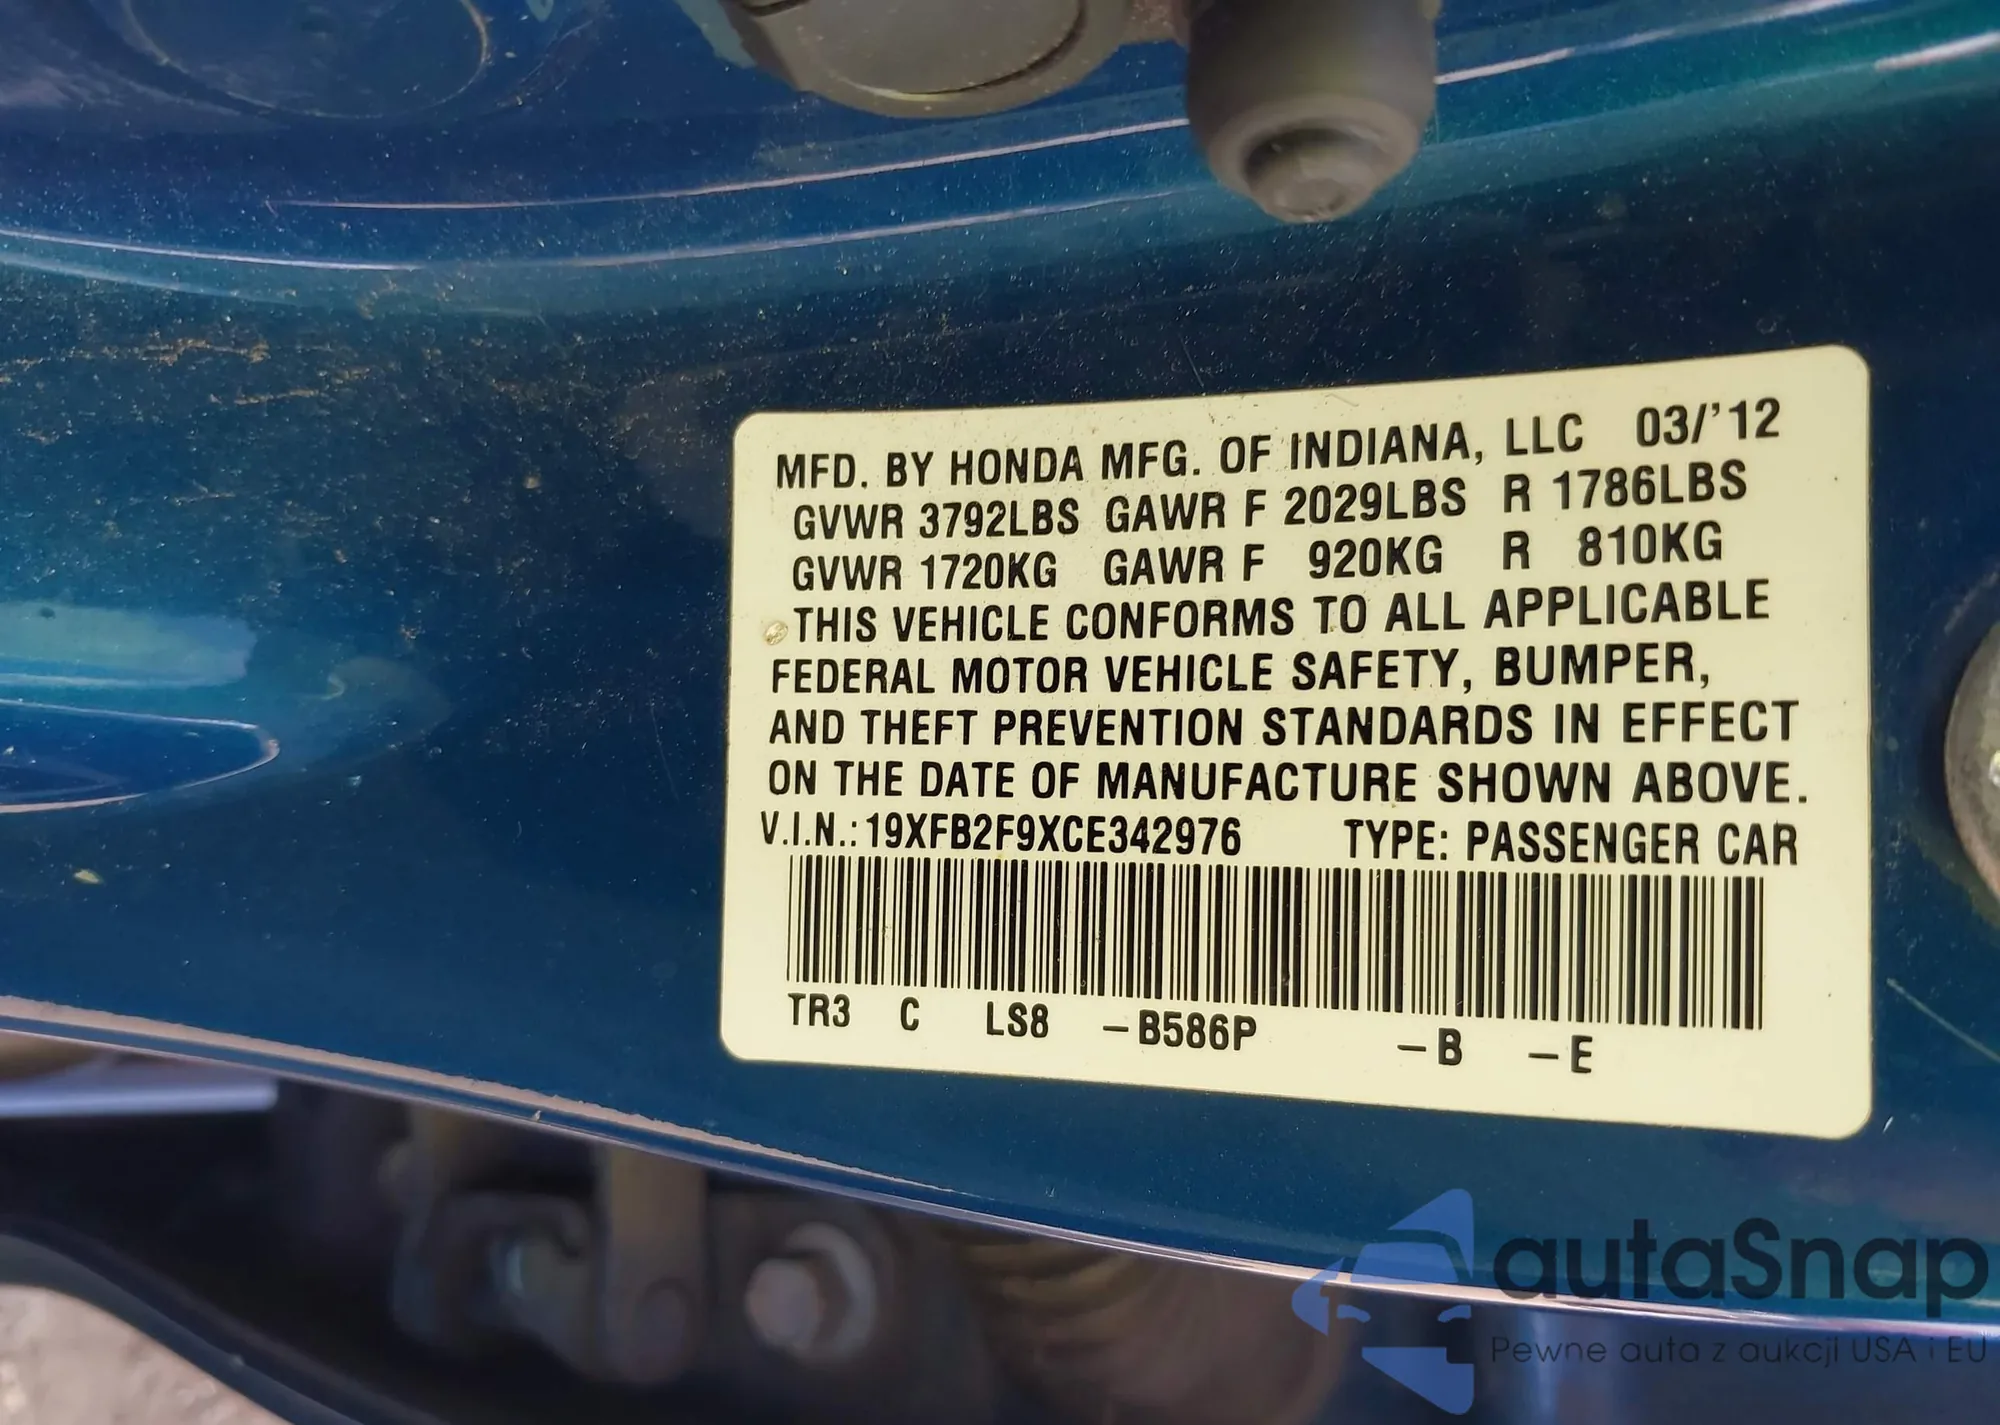 MFD. BY HONDA MFG. OF INDIANA, LLC 03/'12
GVWR 3792LBS GAWR F 2029LBS R 1786LBS
GVWR 1720KG GAWR F 920KG R 810KG
THIS VEHICLE CONFORMS TO ALL APPLICABLE
FEDERAL MOTOR VEHICLE SAFETY, BUMPER,
AND THEFT PREVENTION STANDARDS IN EFFECT
ON THE DATE OF MANUFACTURE SHOWN ABOVE.
V.I.N.: 19XFB2F9XCE342976 TYPE: PASSENGER CAR
TR3 C LS8 –B586P –B –E
autaSnap
Pewne auta z aukcji USA i EU